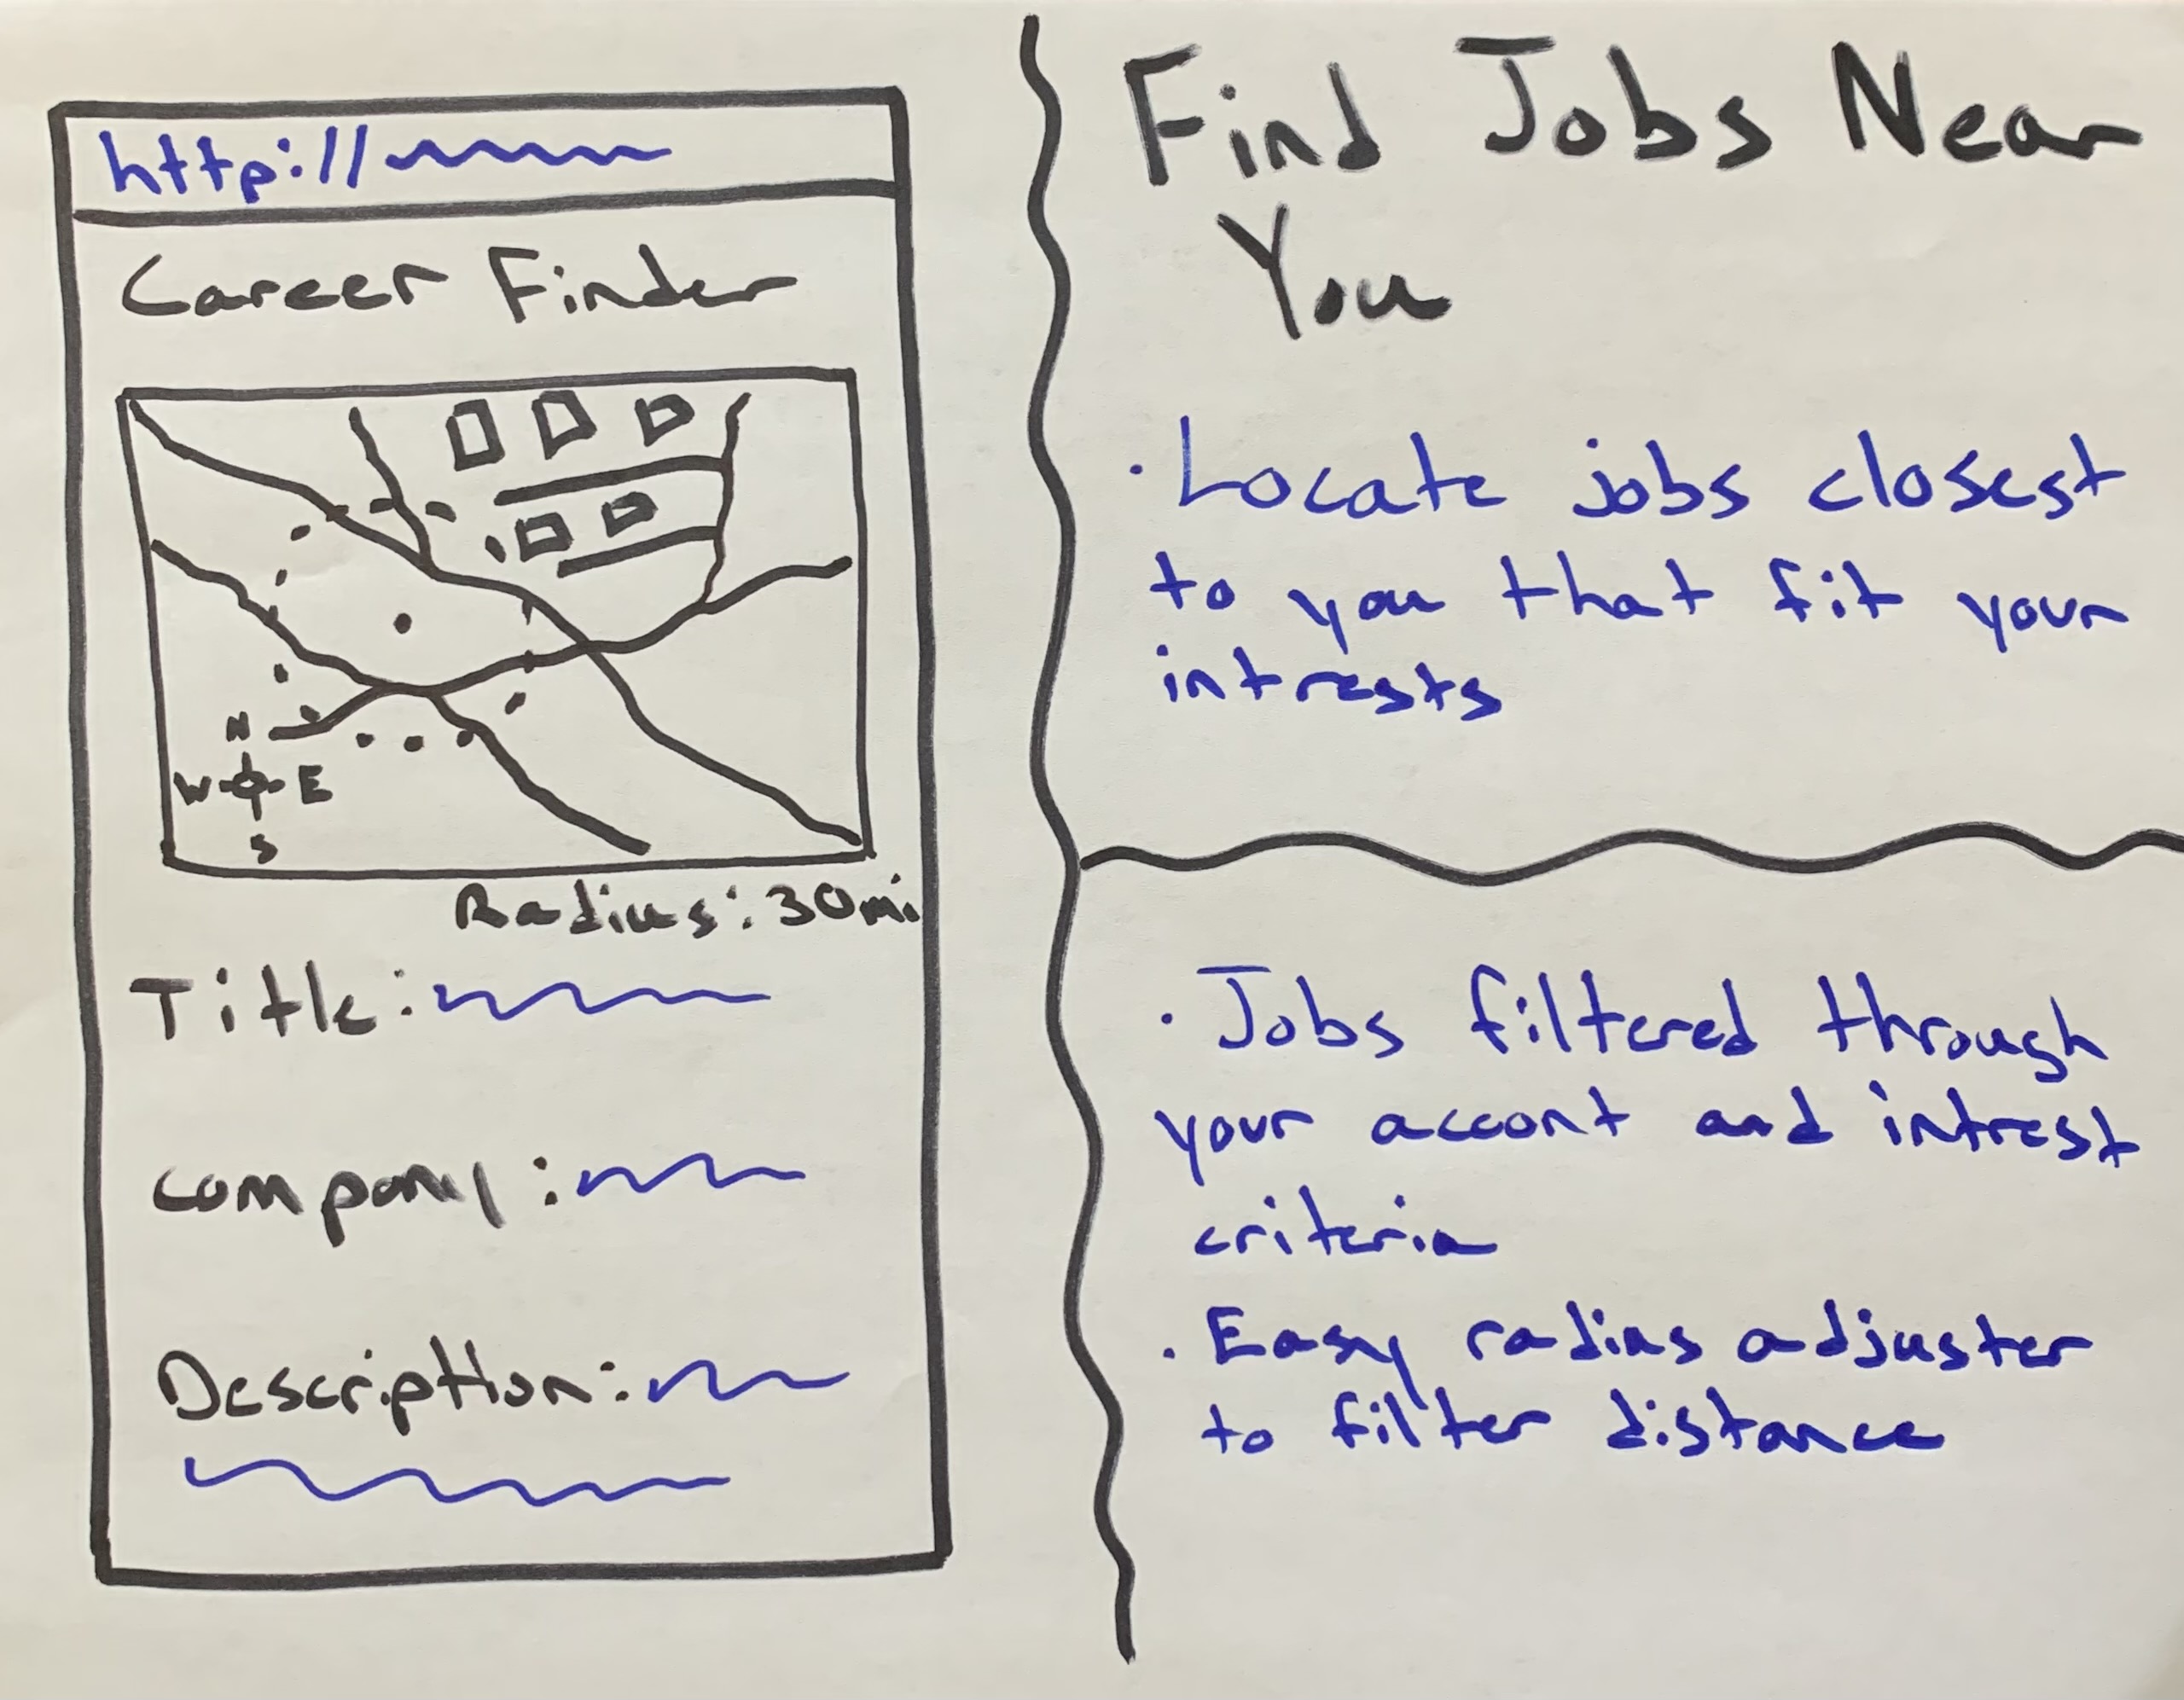 http://
Career Finder
N
W E
S
Radius: 30mi.
Title:
company:
Description:
Find Jobs Near
You
· Locate jobs closest
to you that fit your
intrests
· Jobs filtered through
your accont and intrest
criteria
· Easy radius adjuster
to filter distance